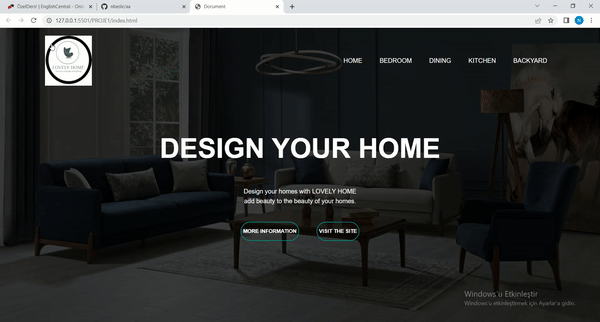 ÖzelDers! | EnglishCentral - Onli
Document
127.0.0.1:5501/PROJE1/index.html
LOVELY HOME
HOME
BEDROOM
DINING
KITCHEN
BACKYARD
DESIGN YOUR HOME
Design your homes with LOVELY HOME
add beauty to the beauty of your homes.
MORE INFORMATION
VISIT THE SITE
Windows'u Etkinleştir
Windows'u etkinleştirmek için Ayarlar'a gidin.